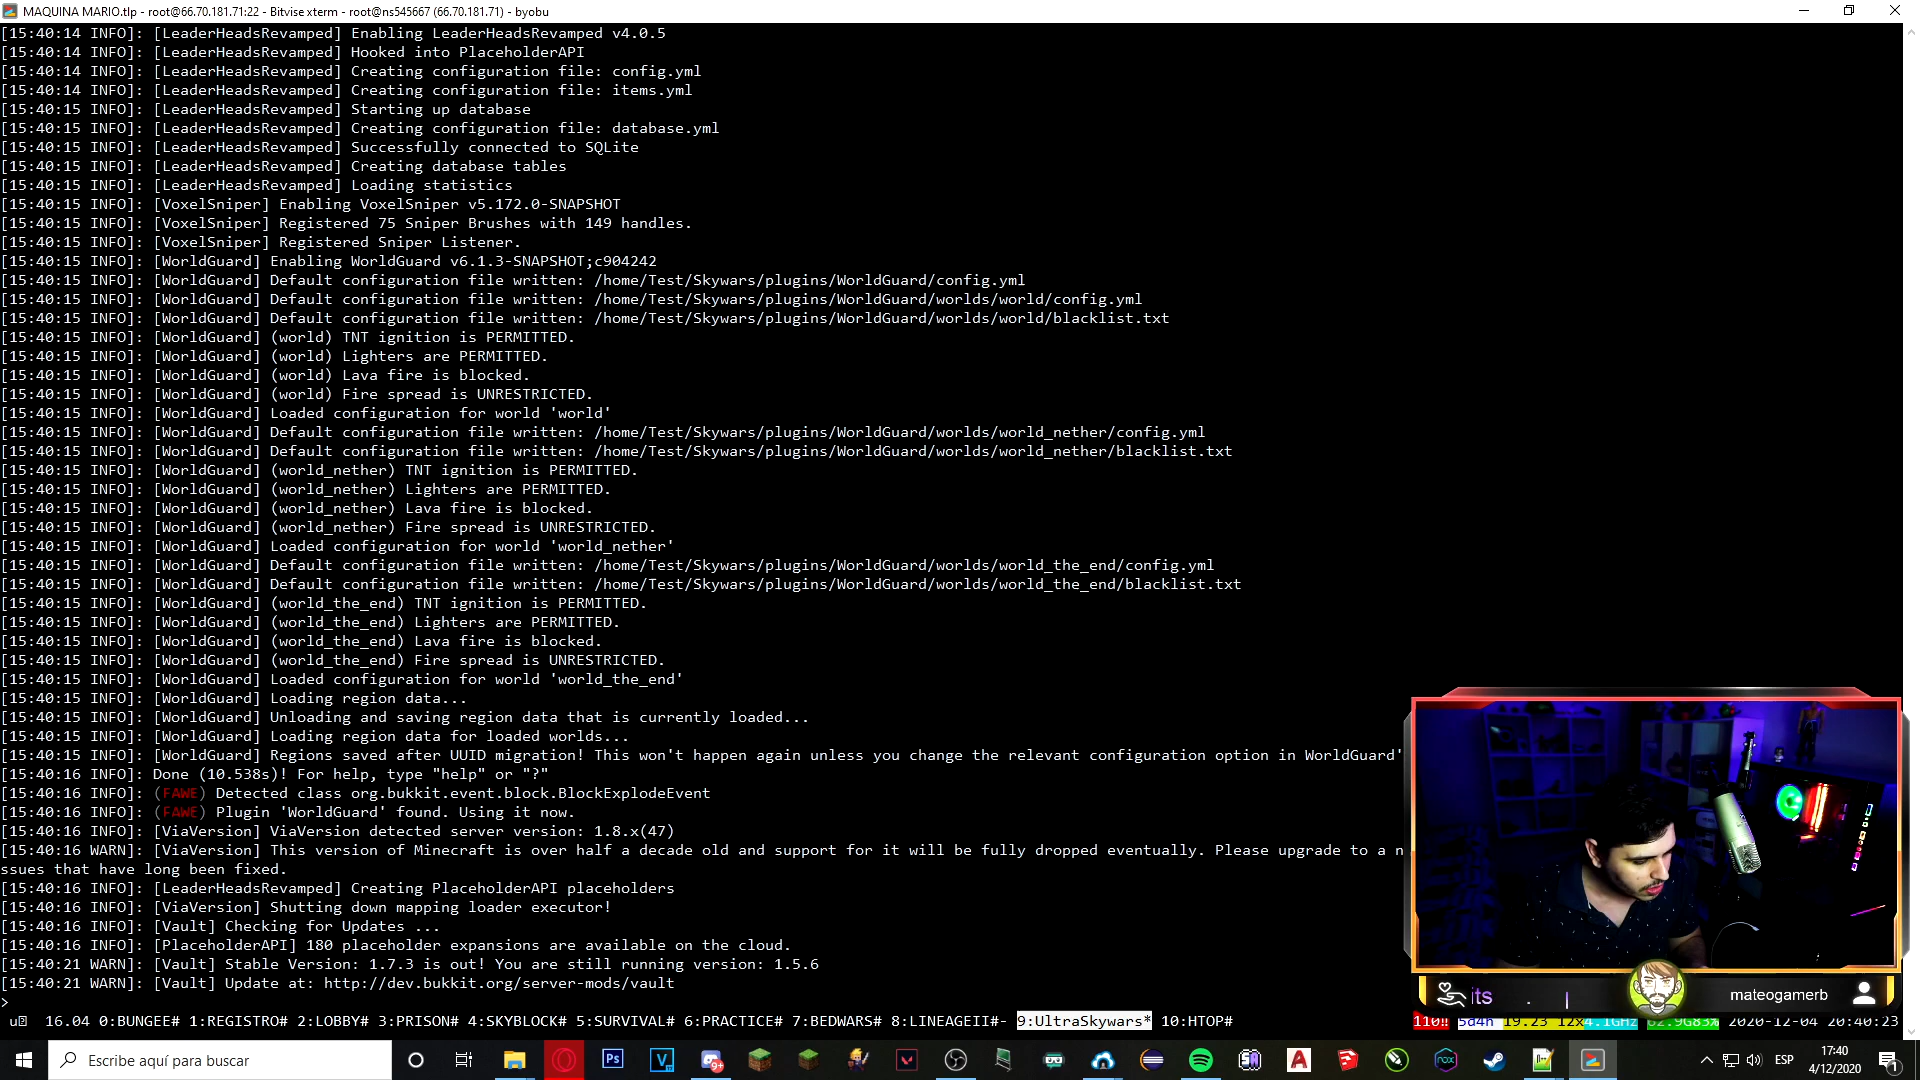 MAQUINA MARIO.tlp - root@66.70.181.71:22 - Bitvise xterm - root@ns545667 (66.70.181.71) - byobu
[15:40:14 INFO]: [LeaderHeadsRevamped] Enabling LeaderHeadsRevamped v4.0.5
[15:40:14 INFO]: [LeaderHeadsRevamped] Hooked into PlaceholderAPI
[15:40:14 INFO]: [LeaderHeadsRevamped] Creating configuration file: config.yml
[15:40:14 INFO]: [LeaderHeadsRevamped] Creating configuration file: items.yml
[15:40:15 INFO]: [LeaderHeadsRevamped] Starting up database
[15:40:15 INFO]: [LeaderHeadsRevamped] Creating configuration file: database.yml
[15:40:15 INFO]: [LeaderHeadsRevamped] Successfully connected to SQLite
[15:40:15 INFO]: [LeaderHeadsRevamped] Creating database tables
[15:40:15 INFO]: [LeaderHeadsRevamped] Loading statistics
[15:40:15 INFO]: [VoxelSniper] Enabling VoxelSniper v5.172.0-SNAPSHOT
[15:40:15 INFO]: [VoxelSniper] Registered 75 Sniper Brushes with 149 handles.
[15:40:15 INFO]: [VoxelSniper] Registered Sniper Listener.
[15:40:15 INFO]: [WorldGuard] Enabling WorldGuard v6.1.3-SNAPSHOT;c904242
[15:40:15 INFO]: [WorldGuard] Default configuration file written: /home/Test/Skywars/plugins/WorldGuard/config.yml
[15:40:15 INFO]: [WorldGuard] Default configuration file written: /home/Test/Skywars/plugins/WorldGuard/worlds/world/config.yml
[15:40:15 INFO]: [WorldGuard] Default configuration file written: /home/Test/Skywars/plugins/WorldGuard/worlds/world/blacklist.txt
[15:40:15 INFO]: [WorldGuard] (world) TNT ignition is PERMITTED.
[15:40:15 INFO]: [WorldGuard] (world) Lighters are PERMITTED.
[15:40:15 INFO]: [WorldGuard] (world) Lava fire is blocked.
[15:40:15 INFO]: [WorldGuard] (world) Fire spread is UNRESTRICTED.
[15:40:15 INFO]: [WorldGuard] Loaded configuration for world 'world'
[15:40:15 INFO]: [WorldGuard] Default configuration file written: /home/Test/Skywars/plugins/WorldGuard/worlds/world_nether/config.yml
[15:40:15 INFO]: [WorldGuard] Default configuration file written: /home/Test/Skywars/plugins/WorldGuard/worlds/world_nether/blacklist.txt
[15:40:15 INFO]: [WorldGuard] (world_nether) TNT ignition is PERMITTED.
[15:40:15 INFO]: [WorldGuard] (world_nether) Lighters are PERMITTED.
[15:40:15 INFO]: [WorldGuard] (world_nether) Lava fire is blocked.
[15:40:15 INFO]: [WorldGuard] (world_nether) Fire spread is UNRESTRICTED.
[15:40:15 INFO]: [WorldGuard] Loaded configuration for world 'world_nether'
[15:40:15 INFO]: [WorldGuard] Default configuration file written: /home/Test/Skywars/plugins/WorldGuard/worlds/world_the_end/config.yml
[15:40:15 INFO]: [WorldGuard] Default configuration file written: /home/Test/Skywars/plugins/WorldGuard/worlds/world_the_end/blacklist.txt
[15:40:15 INFO]: [WorldGuard] (world_the_end) TNT ignition is PERMITTED.
[15:40:15 INFO]: [WorldGuard] (world_the_end) Lighters are PERMITTED.
[15:40:15 INFO]: [WorldGuard] (world_the_end) Lava fire is blocked.
[15:40:15 INFO]: [WorldGuard] (world_the_end) Fire spread is UNRESTRICTED.
[15:40:15 INFO]: [WorldGuard] Loaded configuration for world 'world_the_end'
[15:40:15 INFO]: [WorldGuard] Loading region data...
[15:40:15 INFO]: [WorldGuard] Unloading and saving region data that is currently loaded...
[15:40:15 INFO]: [WorldGuard] Loading region data for loaded worlds...
[15:40:15 INFO]: [WorldGuard] Regions saved after UUID migration! This won't happen again unless you change the relevant configuration option in WorldGuard'
[15:40:16 INFO]: Done (10.538s)! For help, type "help" or "?"
[15:40:16 INFO]: (FAWE) Detected class org.bukkit.event.block.BlockExplodeEvent
[15:40:16 INFO]: (FAWE) Plugin 'WorldGuard' found. Using it now.
[15:40:16 INFO]: [ViaVersion] ViaVersion detected server version: 1.8.x(47)
[15:40:16 WARN]: [ViaVersion] This version of Minecraft is over half a decade old and support for it will be fully dropped eventually. Please upgrade to a n
ssues that have long been fixed.
[15:40:16 INFO]: [LeaderHeadsRevamped] Creating PlaceholderAPI placeholders
[15:40:16 INFO]: [ViaVersion] Shutting down mapping loader executor!
[15:40:16 INFO]: [Vault] Checking for Updates ...
[15:40:16 INFO]: [PlaceholderAPI] 180 placeholder expansions are available on the cloud.
[15:40:21 WARN]: [Vault] Stable Version: 1.7.3 is out! You are still running version: 1.5.6
[15:40:21 WARN]: [Vault] Update at: http://dev.bukkit.org/server-mods/vault
>
its . | mateogamerb
16.04 0:BUNGEE# 1:REGISTRO# 2:LOBBY# 3:PRISON# 4:SKYBLOCK# 5:SURVIVAL# 6:PRACTICE# 7:BEDWARS# 8:LINEAGEII#- 9:UltraSkywars* 10:HTOP# 110‼ 5d4h 19.23 12x4.1GHz 62.9G83% 2020-12-04 20:40:23
Escribe aquí para buscar
Ps
9+
ESP
17:40
4/12/2020
1